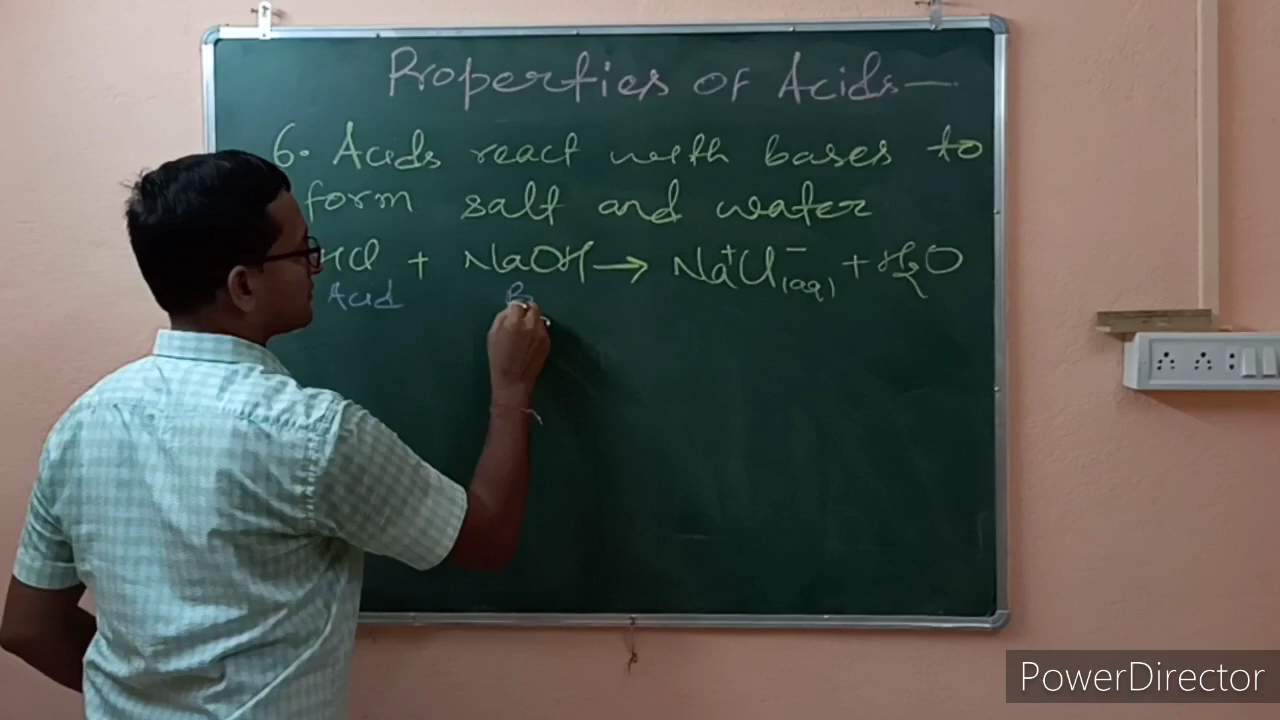 Properties of Acids—
6. Acids react with bases to
form salt and water
HCl + NaOH → Na⁺Cl⁻(aq) + H₂O
Acid B
PowerDirector